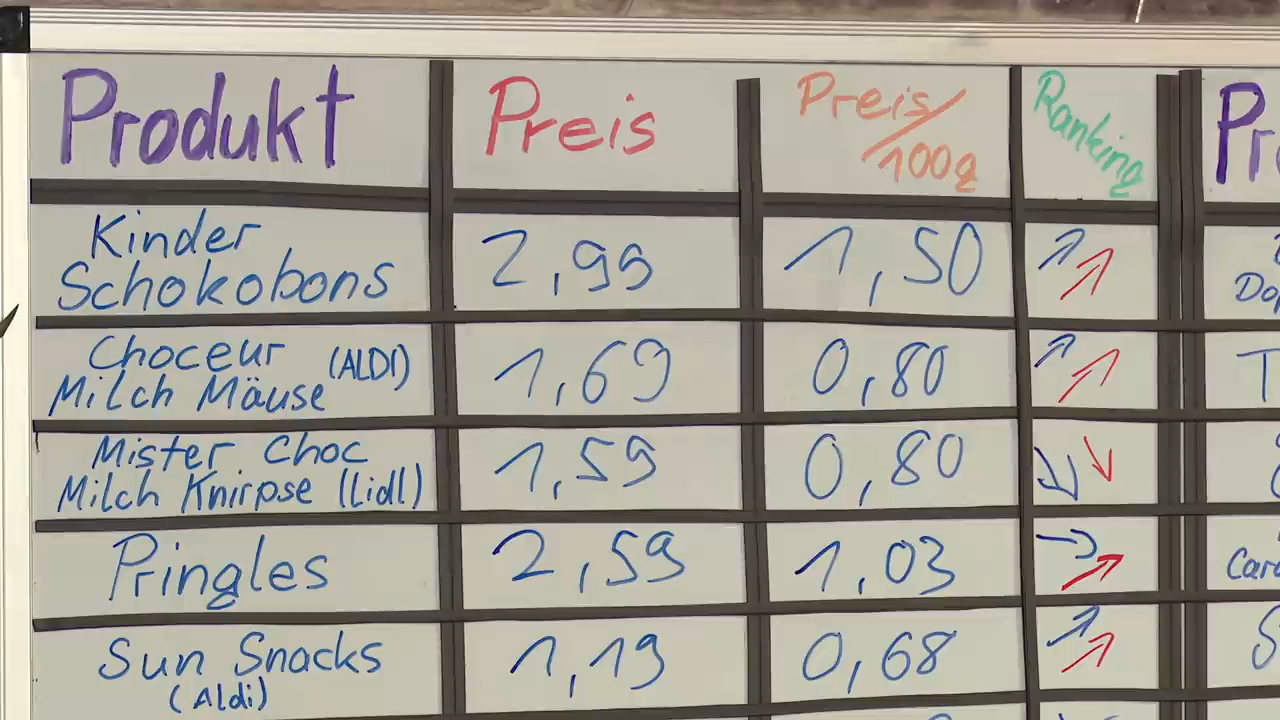 Produkt Preis Preis/100g Ranking
Kinder Schokobons 2,99 1,50
Choceur Milch Mäuse (ALDI) 1,69 0,80
Mister Choc Milch Knirpse (Lidl) 1,59 0,80
Pringles 2,59 1,03
Sun Snacks (Aldi) 1,19 0,68